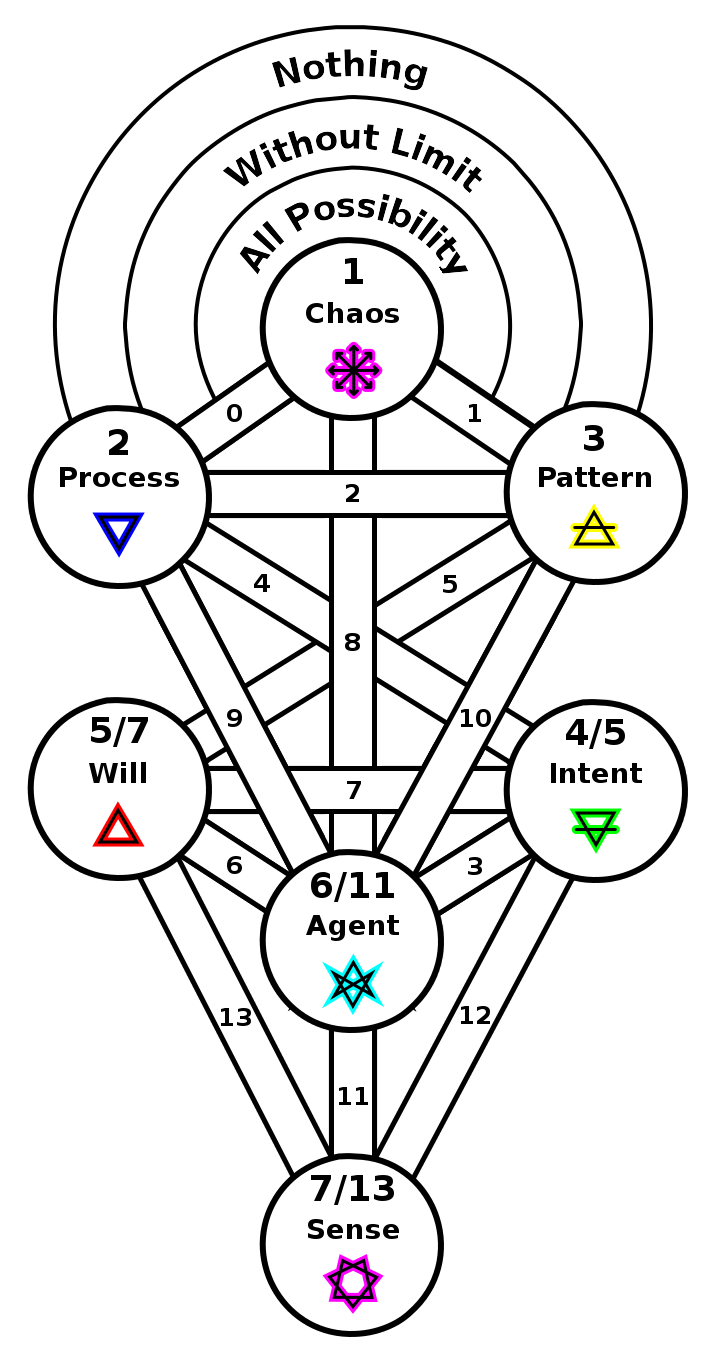 Nothing
Without Limit
All Possibility
1
Chaos
0
1
2
Process
3
Pattern
2
4
5
8
9
10
5/7
Will
4/5
Intent
7
6
3
6/11
Agent
13
12
11
7/13
Sense